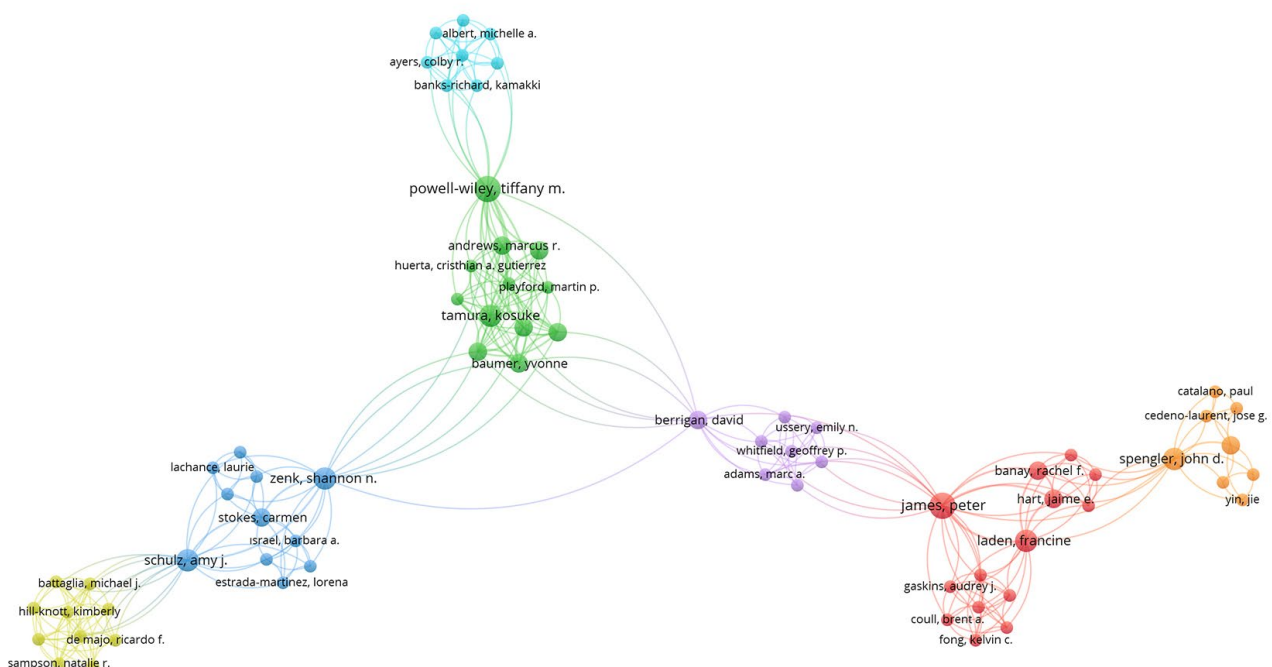 albert, michelle a.
ayers, colby r.
banks-richard, kamakki
powell-wiley, tiffany m.
andrews, marcus r.
huerta, cristhian a. gutierrez
playford, martin p.
tamura, kosuke
baumer, yvonne
berrigan, david
ussery, emily n.
whitfield, geoffrey p.
adams, marc a.
catalano, paul
cedeno-laurent, jose g.
spengler, john d.
yin, jie
banay, rachel f.
hart, jaime e.
james, peter
laden, francine
gaskins, audrey j.
coull, brent a.
fong, kelvin c.
lachance, laurie
zenk, shannon n.
stokes, carmen
israel, barbara a.
schulz, amy j.
estrada-martinez, lorena
battaglia, michael j.
hill-knott, kimberly
de majo, ricardo f.
sampson, natalie r.